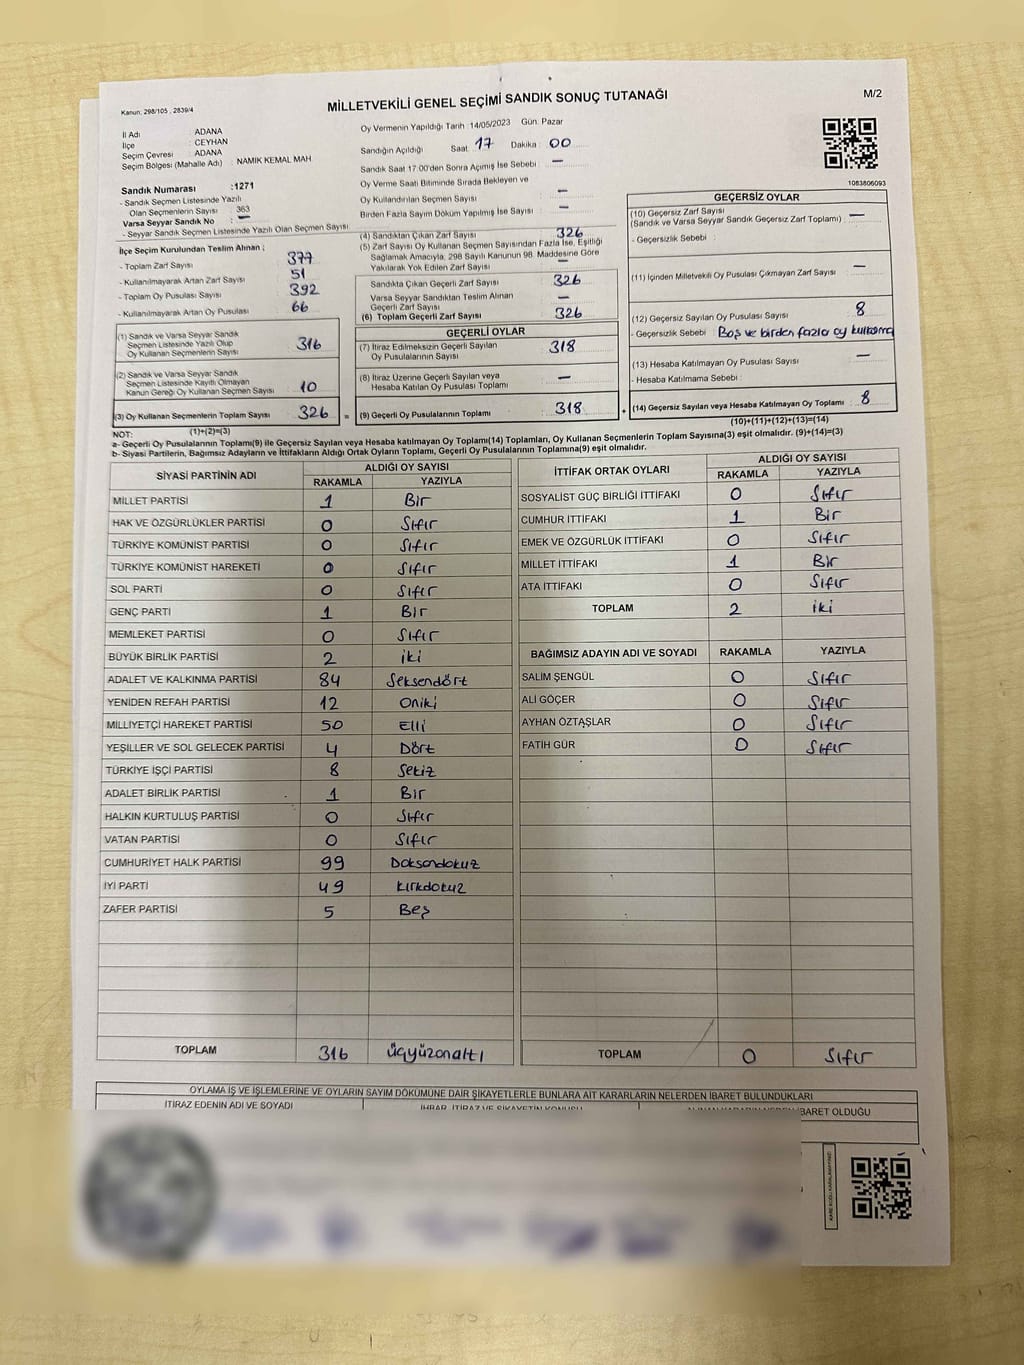 Kanun: 298/105 , 2839/4
MİLLETVEKİLİ GENEL SEÇİMİ SANDIK SONUÇ TUTANAĞI
M/2
İl Adı : ADANA
İlçe : CEYHAN
Seçim Çevresi : ADANA
Seçim Bölgesi (Mahalle Adı) : NAMIK KEMAL MAH
Sandık Numarası :1271
- Sandık Seçmen Listesinde Yazılı
Olan Seçmenlerin Sayısı : 363
Varsa Seyyar Sandık No : —
- Seyyar Sandık Seçmen Listesinde Yazılı Olan Seçmen Sayısı
Oy Vermenin Yapıldığı Tarih :14/05/2023 Gün: Pazar
Sandığın Açıldığı Saat 17 Dakika 00
Sandık Saat 17:00'den Sonra Açımış İse Sebebi : —
Oy Verme Saati Bitiminde Sırada Bekleyen ve
Oy Kullandırılan Seçmen Sayısı : —
Birden Fazla Sayım Döküm Yapılmış İse Sayısı : —
1083806093
İlçe Seçim Kurulundan Teslim Alınan ;
- Toplam Zarf Sayısı : 377
- Kullanılmayarak Artan Zarf Sayısı : 51
- Toplam Oy Pusulası Sayısı : 392
- Kullanılmayarak Artan Oy Pusulası : 66
(1) Sandık ve Varsa Seyyar Sandık
Seçmen Listesinde Yazılı Olup
Oy Kullanan Seçmenlerin Sayısı : 316
(2) Sandık ve Varsa Seyyar Sandık
Seçmen Listesinde Kayıtlı Olmayan
Kanun Gereği Oy Kullanan Seçmen Sayısı : 10
(3) Oy Kullanan Seçmenlerin Toplam Sayısı : 326 =
(1)+(2)=(3)
(4) Sandıktan Çıkan Zarf Sayısı : 326
(5) Zarf Sayısı Oy Kullanan Seçmen Sayısından Fazla İse, Eşitliği
Sağlamak Amacıyla, 298 Sayılı Kanunun 98. Maddesine Göre
Yakılarak Yok Edilen Zarf Sayısı : —
Sandıkta Çıkan Geçerli Zarf Sayısı : 326
Varsa Seyyar Sandıktan Teslim Alınan
Geçerli Zarf Sayısı : —
(6) Toplam Geçerli Zarf Sayısı : 326
GEÇERLİ OYLAR
(7) İtiraz Edilmeksizin Geçerli Sayılan
Oy Pusulalarının Sayısı : 318
(8) İtiraz Üzerine Geçerli Sayılan veya
Hesaba Katılan Oy Pusulası Toplamı : —
(9) Geçerli Oy Pusulalarının Toplamı : 318 +
GEÇERSİZ OYLAR
(10) Geçersiz Zarf Sayısı : —
(Sandık ve Varsa Seyyar Sandık Geçersiz Zarf Toplamı)
- Geçersizlik Sebebi :
(11) İçinden Milletvekili Oy Pusulası Çıkmayan Zarf Sayısı : —
(12) Geçersiz Sayılan Oy Pusulası Sayısı : 8
- Geçersizlik Sebebi : Boş ve birden fazla oy kullanma
(13) Hesaba Katılmayan Oy Pusulası Sayısı : —
- Hesaba Katılmama Sebebi :
(14) Geçersiz Sayılan veya Hesaba Katılmayan Oy Toplamı : 8
(10)+(11)+(12)+(13)=(14)
NOT:
a- Geçerli Oy Pusulalarının Toplamı(9) ile Geçersiz Sayılan veya Hesaba katılmayan Oy Toplamı(14) Toplamları, Oy Kullanan Seçmenlerin Toplam Sayısına(3) eşit olmalıdır. (9)+(14)=(3)
b- Siyasi Partilerin, Bağımsız Adayların ve İttifakların Aldığı Ortak Oyların Toplamı, Geçerli Oy Pusulalarının Toplamına(9) eşit olmalıdır.
SİYASİ PARTİNİN ADI ALDIĞI OY SAYISI
RAKAMLA YAZIYLA
MİLLET PARTİSİ 1 Bir
HAK VE ÖZGÜRLÜKLER PARTİSİ 0 Sıfır
TÜRKİYE KOMÜNİST PARTİSİ 0 Sıfır
TÜRKİYE KOMÜNİST HAREKETİ 0 Sıfır
SOL PARTİ 0 Sıfır
GENÇ PARTİ 1 Bir
MEMLEKET PARTİSİ 0 Sıfır
BÜYÜK BİRLİK PARTİSİ 2 iki
ADALET VE KALKINMA PARTİSİ 84 Seksendört
YENİDEN REFAH PARTİSİ 12 Oniki
MİLLİYETÇİ HAREKET PARTİSİ 50 Elli
YEŞİLLER VE SOL GELECEK PARTİSİ 4 Dört
TÜRKİYE İŞÇİ PARTİSİ 8 Sekiz
ADALET BİRLİK PARTİSİ 1 Bir
HALKIN KURTULUŞ PARTİSİ 0 Sıfır
VATAN PARTİSİ 0 Sıfır
CUMHURİYET HALK PARTİSİ 99 Doksandokuz
İYİ PARTİ 49 Kırkdokuz
ZAFER PARTİSİ 5 Beş
TOPLAM 316 üçyüzonaltı
İTTİFAK ORTAK OYLARI ALDIĞI OY SAYISI
RAKAMLA YAZIYLA
SOSYALİST GÜÇ BİRLİĞİ İTTİFAKI 0 Sıfır
CUMHUR İTTİFAKI 1 Bir
EMEK VE ÖZGÜRLÜK İTTİFAKI 0 Sıfır
MİLLET İTTİFAKI 1 Bir
ATA İTTİFAKI 0 Sıfır
TOPLAM 2 iki
BAĞIMSIZ ADAYIN ADI VE SOYADI RAKAMLA YAZIYLA
SALİM ŞENGÜL 0 Sıfır
ALİ GÖÇER 0 Sıfır
AYHAN ÖZTAŞLAR 0 Sıfır
FATİH GÜR 0 Sıfır
TOPLAM 0 Sıfır
OYLAMA İŞ VE İŞLEMLERİNE VE OYLARIN SAYIM DÖKÜMÜNE DAİR ŞİKAYETLERLE BUNLARA AİT KARARLARIN NELERDEN İBARET BULUNDUKLARI
İTİRAZ EDENİN ADI VE SOYADI İHBAR, İTİRAZ VE ŞİKAYETİN KONUSU İBARET OLDUĞU